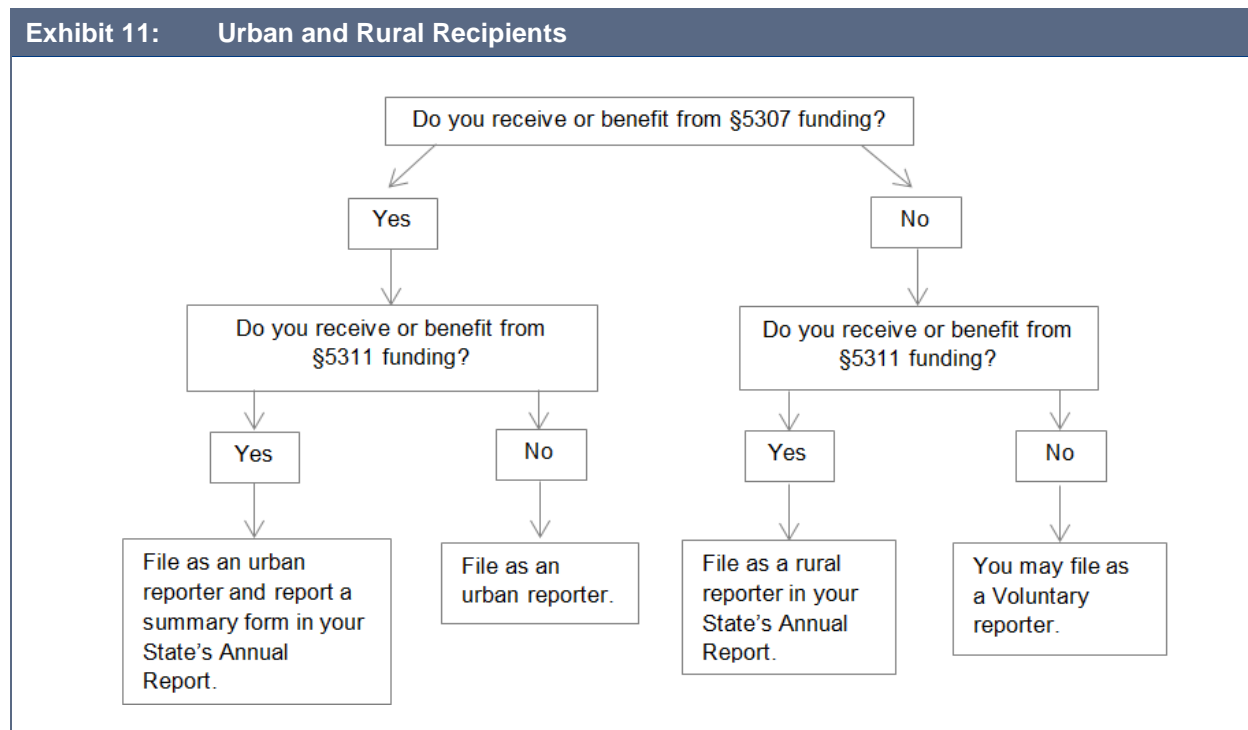 Exhibit 11: Urban and Rural Recipients
Do you receive or benefit from §5307 funding?
Yes
No
Do you receive or benefit from
§5311 funding?
Do you receive or benefit from
§5311 funding?
Yes
No
Yes
No
File as an urban
reporter and report a
summary form in your
State’s Annual
Report.
File as an
urban reporter.
File as a rural
reporter in your
State’s Annual
Report.
You may file as
a Voluntary
reporter.